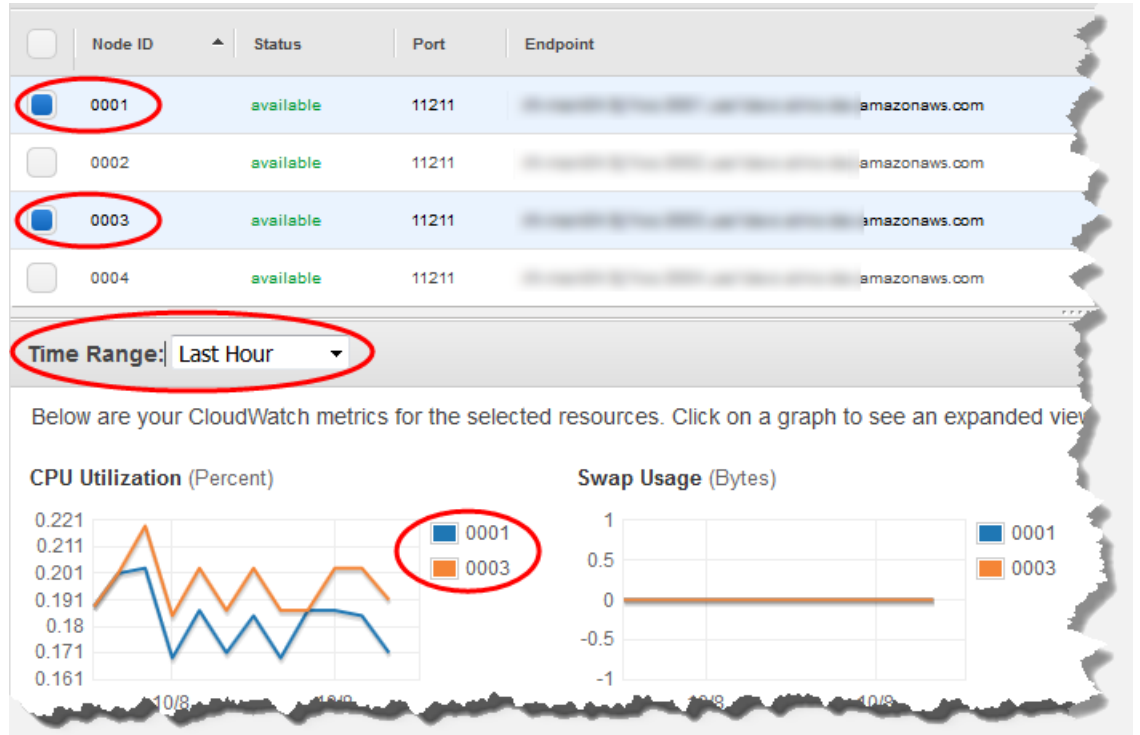 Node ID Status Port Endpoint
0001 available 11211 amazonaws.com
0002 available 11211 amazonaws.com
0003 available 11211 amazonaws.com
0004 available 11211 amazonaws.com
Time Range: Last Hour
Below are your CloudWatch metrics for the selected resources. Click on a graph to see an expanded view
CPU Utilization (Percent) Swap Usage (Bytes)
0.221
0.211
0.201
0.191
0.18
0.171
0.161
10/8
0001
0003
1
0.5
0
-0.5
-1
10/8
0001
0003